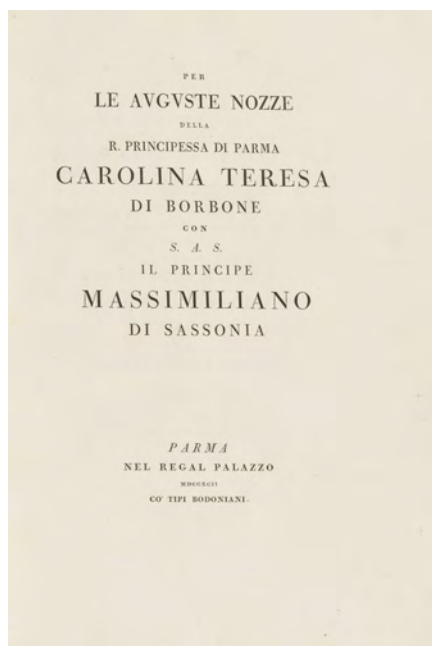 PER
LE AVGVSTE NOZZE
DELLA
R. PRINCIPESSA DI PARMA
CAROLINA TERESA
DI BORBONE
CON
S. A. S.
IL PRINCIPE
MASSIMILIANO
DI SASSONIA
PARMA
NEL REGAL PALAZZO
MDCCXCII
CO' TIPI BODONIANI.